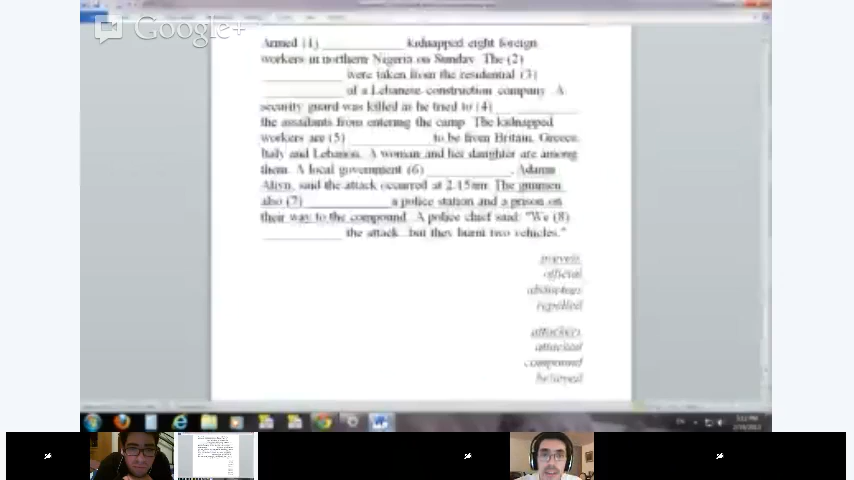 Google+
Armed (1) ____________ kidnapped eight foreign
workers in northern Nigeria on Sunday. The (2)
____________ were taken from the residential (3)
____________ of a Lebanese construction company. A
security guard was killed as he tried to (4) ____________
the assailants from entering the camp. The kidnapped
workers are (5) ____________ to be from Britain, Greece,
Italy and Lebanon. A woman and her daughter are among
them. A local government (6) ____________, Adamu
Aliyu, said the attack occurred at 2.15am. The gunmen
also (7) ____________ a police station and a prison on
their way to the compound. A police chief said: "We (8)
____________ the attack...but they burnt two vehicles."
prevent
official
abductees
repelled
attackers
attacked
compound
believed